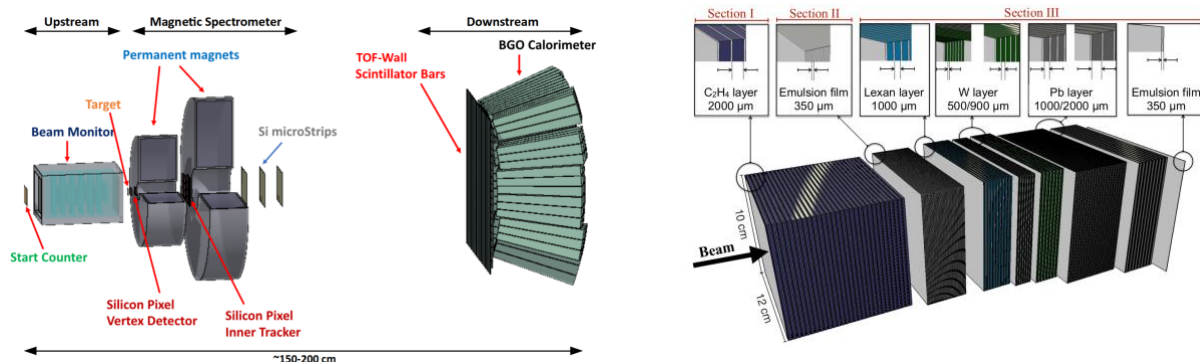 Upstream
Magnetic Spectrometer
Downstream
Permanent magnets
BGO Calorimeter
TOF-Wall
Scintillator Bars
Target
Beam Monitor
Si microStrips
Start Counter
Silicon Pixel
Vertex Detector
Silicon Pixel
Inner Tracker
~150-200 cm
Section I
Section II
Section III
C₂H₄ layer
2000 µm
Emulsion film
350 µm
Lexan layer
1000 µm
W layer
500/900 µm
Pb layer
1000/2000 µm
Emulsion film
350 µm
Beam
10 cm
12 cm